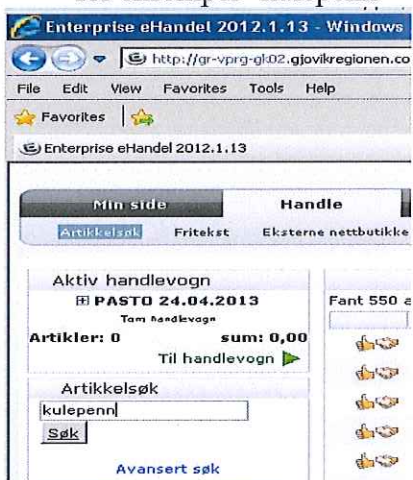 Enterprise eHandel 2012.1.13 - Windows
http://gr-vprg-gk02.gjovikregionen.co
File Edit View Favorites Tools Help
Favorites
Enterprise eHandel 2012.1.13
Min side Handle
Artikkelsøk Fritekst Eksterne nettbutikke
Aktiv handlevogn
PASTO 24.04.2013
Tom handlevogn
Artikler: 0 sum: 0,00
Til handlevogn
Fant 550 a
Artikkelsøk
kulepenn
Søk
Avansert søk